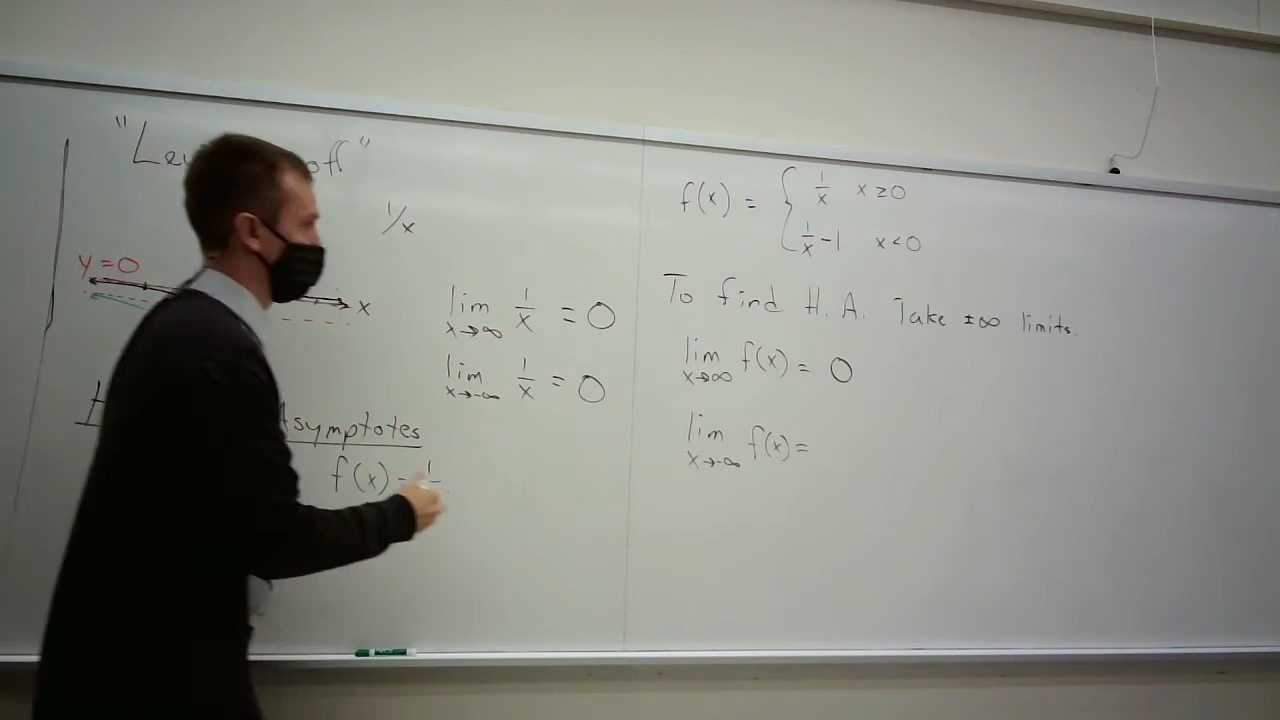 off"
1/x
y=0
x
lim x→∞ 1/x = 0
lim x→-∞ 1/x = 0
Asymptotes
f(x)
f(x) = { 1/x x≥0
1/x -1 x<0
To find H.A. Take ±∞ limits.
lim x→∞ f(x) = 0
lim x→-∞ f(x) =